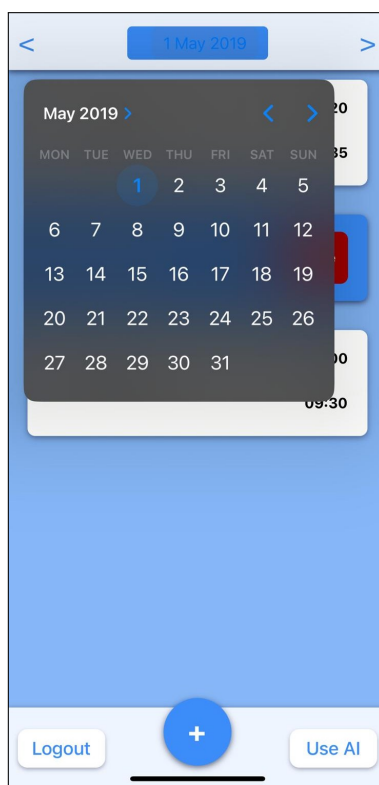 < 1 May 2019 >
20
May 2019 > < >
35
MON TUE WED THU FRI SAT SUN
1 2 3 4 5
6 7 8 9 10 11 12
13 14 15 16 17 18 19
20 21 22 23 24 25 26
27 28 29 30 31
00
09:30
Logout + Use AI